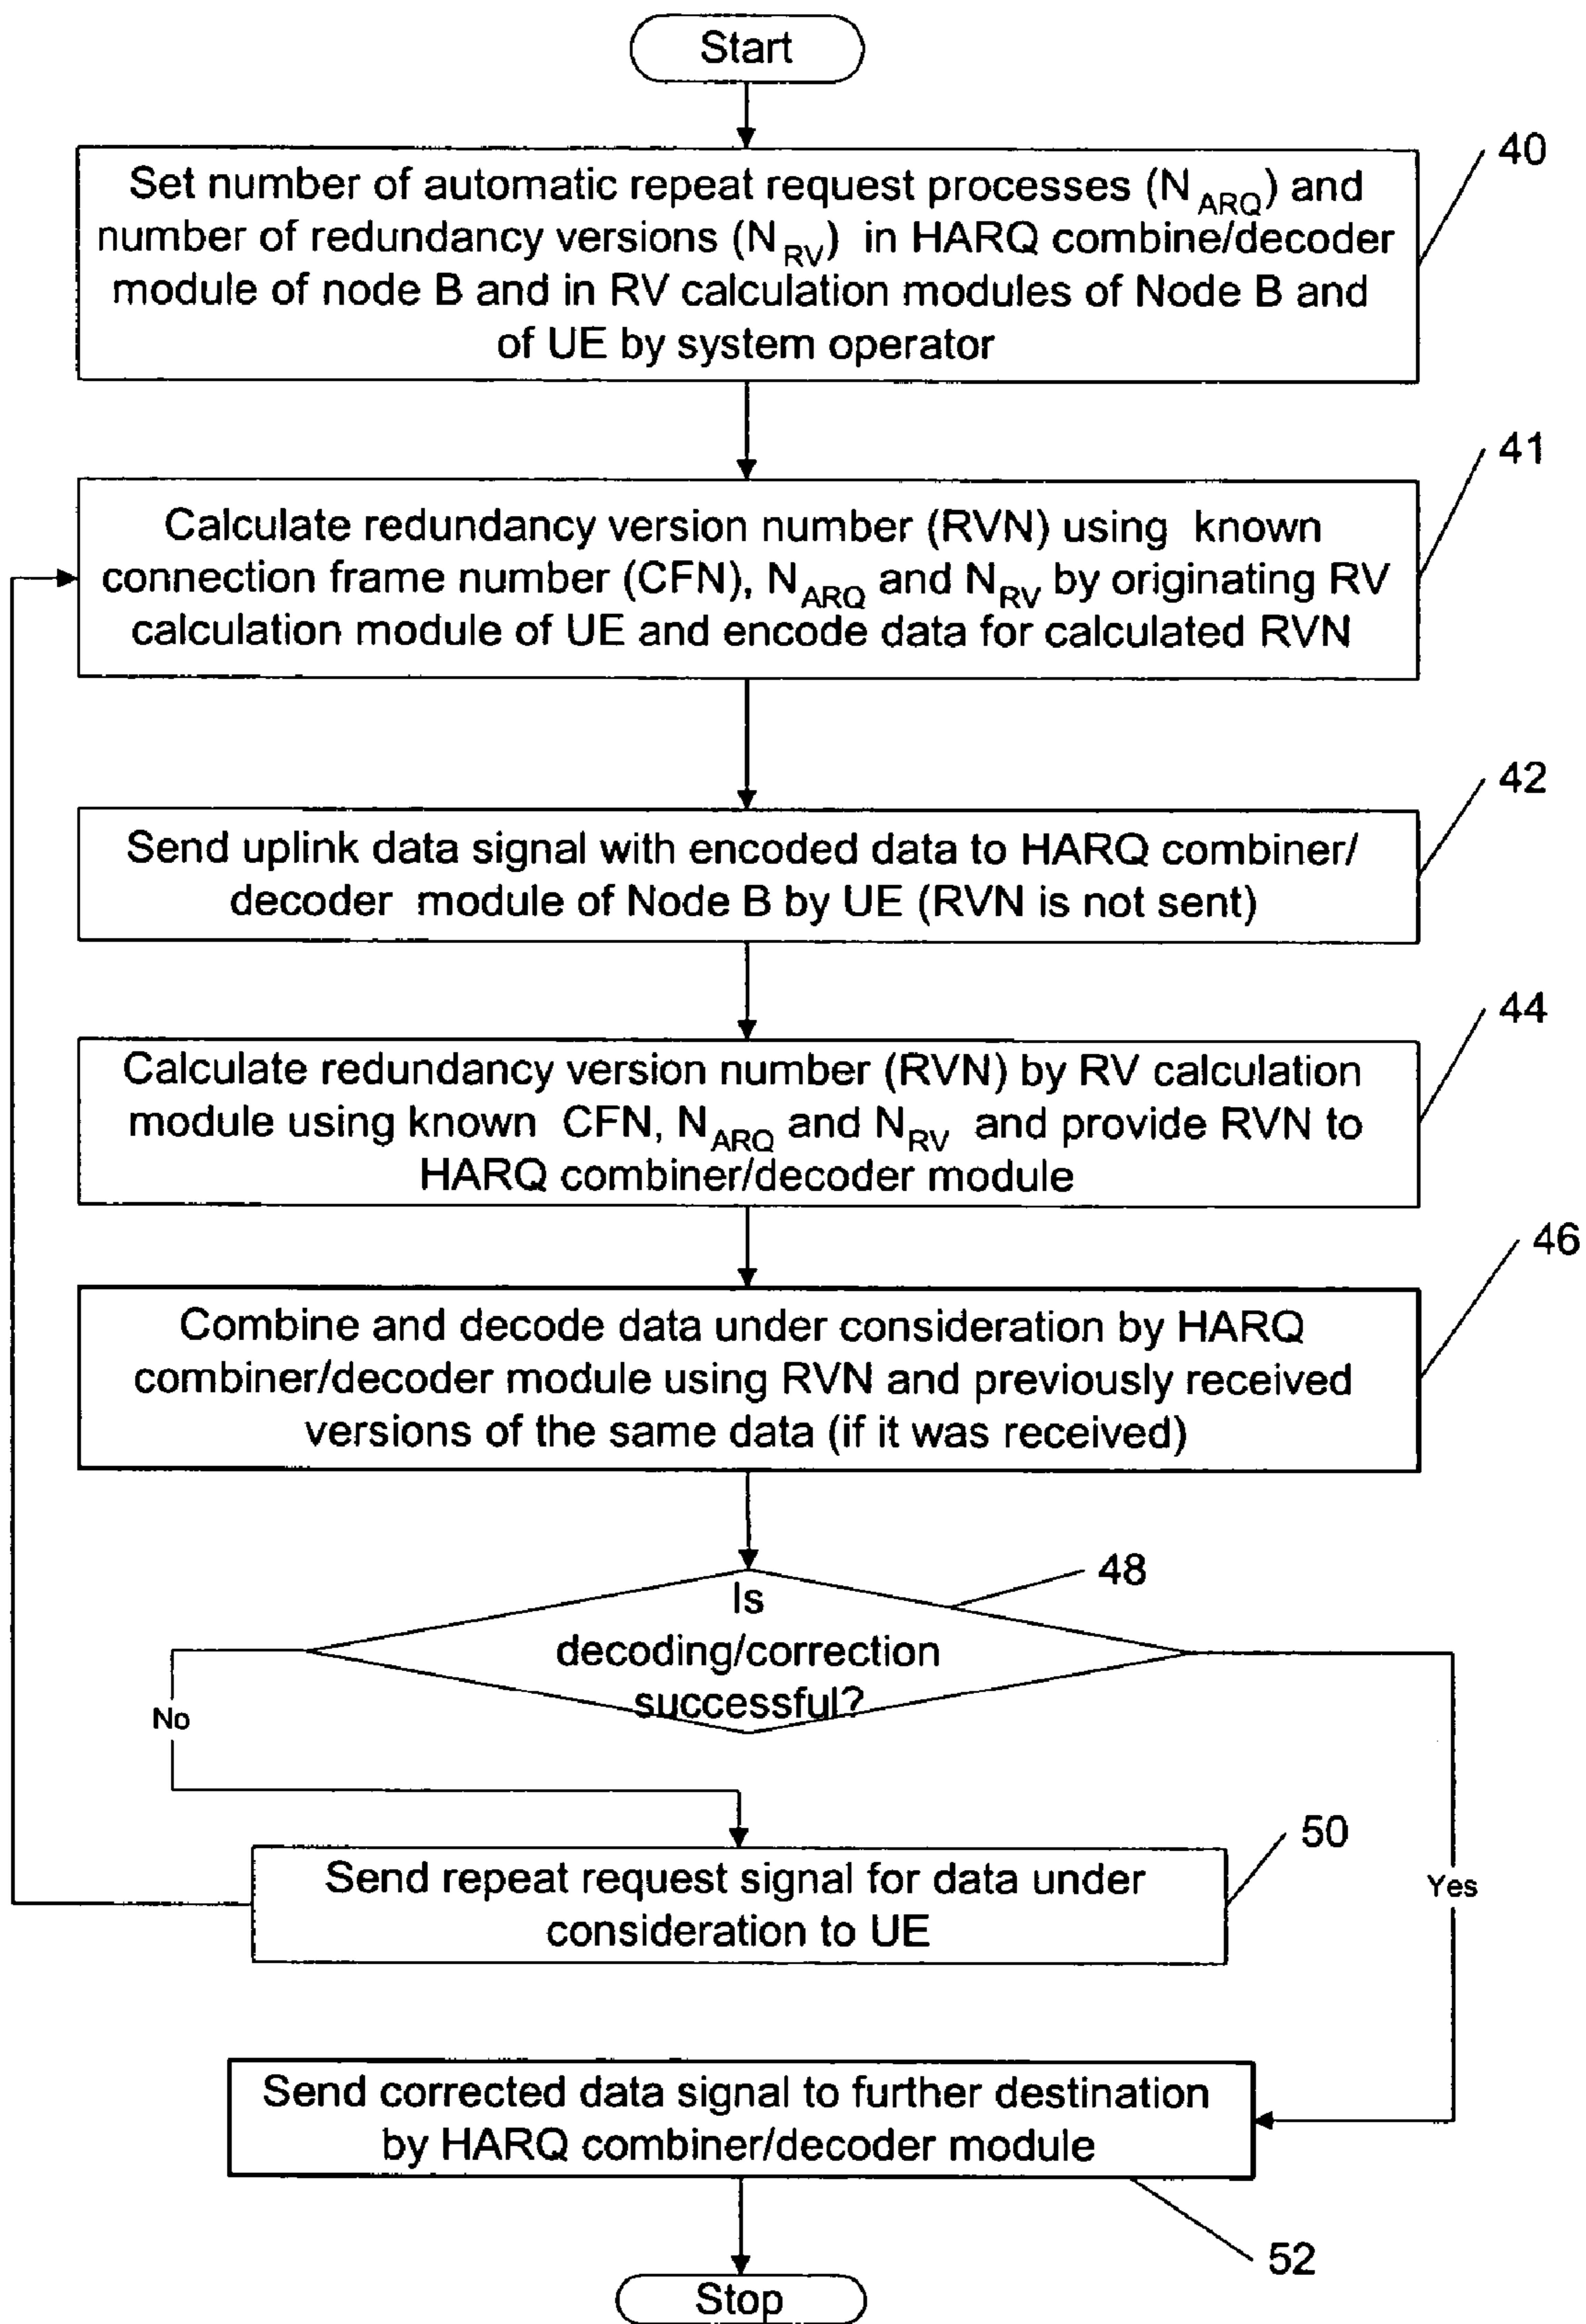 Start
40
Set number of automatic repeat request processes (N ARQ) and
number of redundancy versions (N RV) in HARQ combine/decoder
module of node B and in RV calculation modules of Node B and
of UE by system operator
41
Calculate redundancy version number (RVN) using known
connection frame number (CFN), N ARQ and N RV by originating RV
calculation module of UE and encode data for calculated RVN
42
Send uplink data signal with encoded data to HARQ combiner/
decoder module of Node B by UE (RVN is not sent)
44
Calculate redundancy version number (RVN) by RV calculation
module using known CFN, N ARQ and N RV and provide RVN to
HARQ combiner/decoder module
46
Combine and decode data under consideration by HARQ
combiner/decoder module using RVN and previously received
versions of the same data (if it was received)
48
Is
decoding/correction
successful?
No
50
Send repeat request signal for data under
consideration to UE
Yes
Send corrected data signal to further destination
by HARQ combiner/decoder module
52
Stop